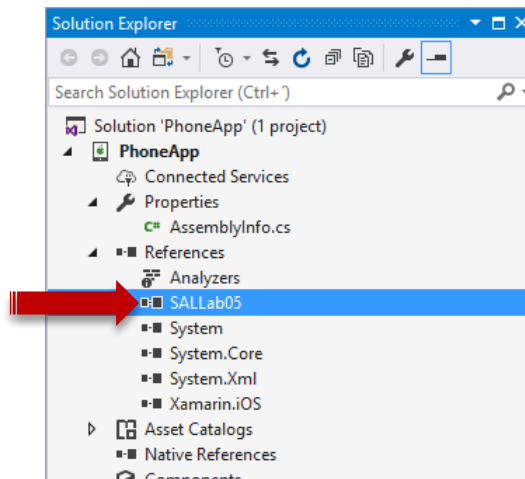 Solution Explorer
Search Solution Explorer (Ctrl+´)
Solution 'PhoneApp' (1 project)
PhoneApp
Connected Services
Properties
C# AssemblyInfo.cs
References
Analyzers
SALLab05
System
System.Core
System.Xml
Xamarin.iOS
Asset Catalogs
Native References
Components